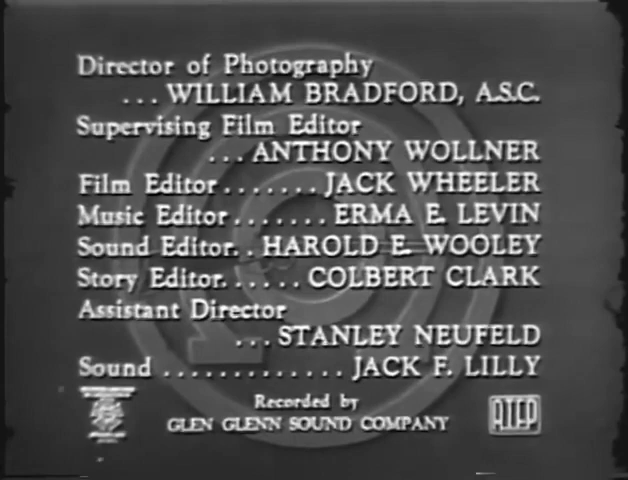 Director of Photography
... WILLIAM BRADFORD, A.S.C.
Supervising Film Editor
... ANTHONY WOLLNER
Film Editor....... JACK WHEELER
Music Editor....... ERMA E. LEVIN
Sound Editor.. HAROLD E. WOOLEY
Story Editor...... COLBERT CLARK
Assistant Director
... STANLEY NEUFELD
Sound ............. JACK F. LILLY
Recorded by
GLEN GLENN SOUND COMPANY